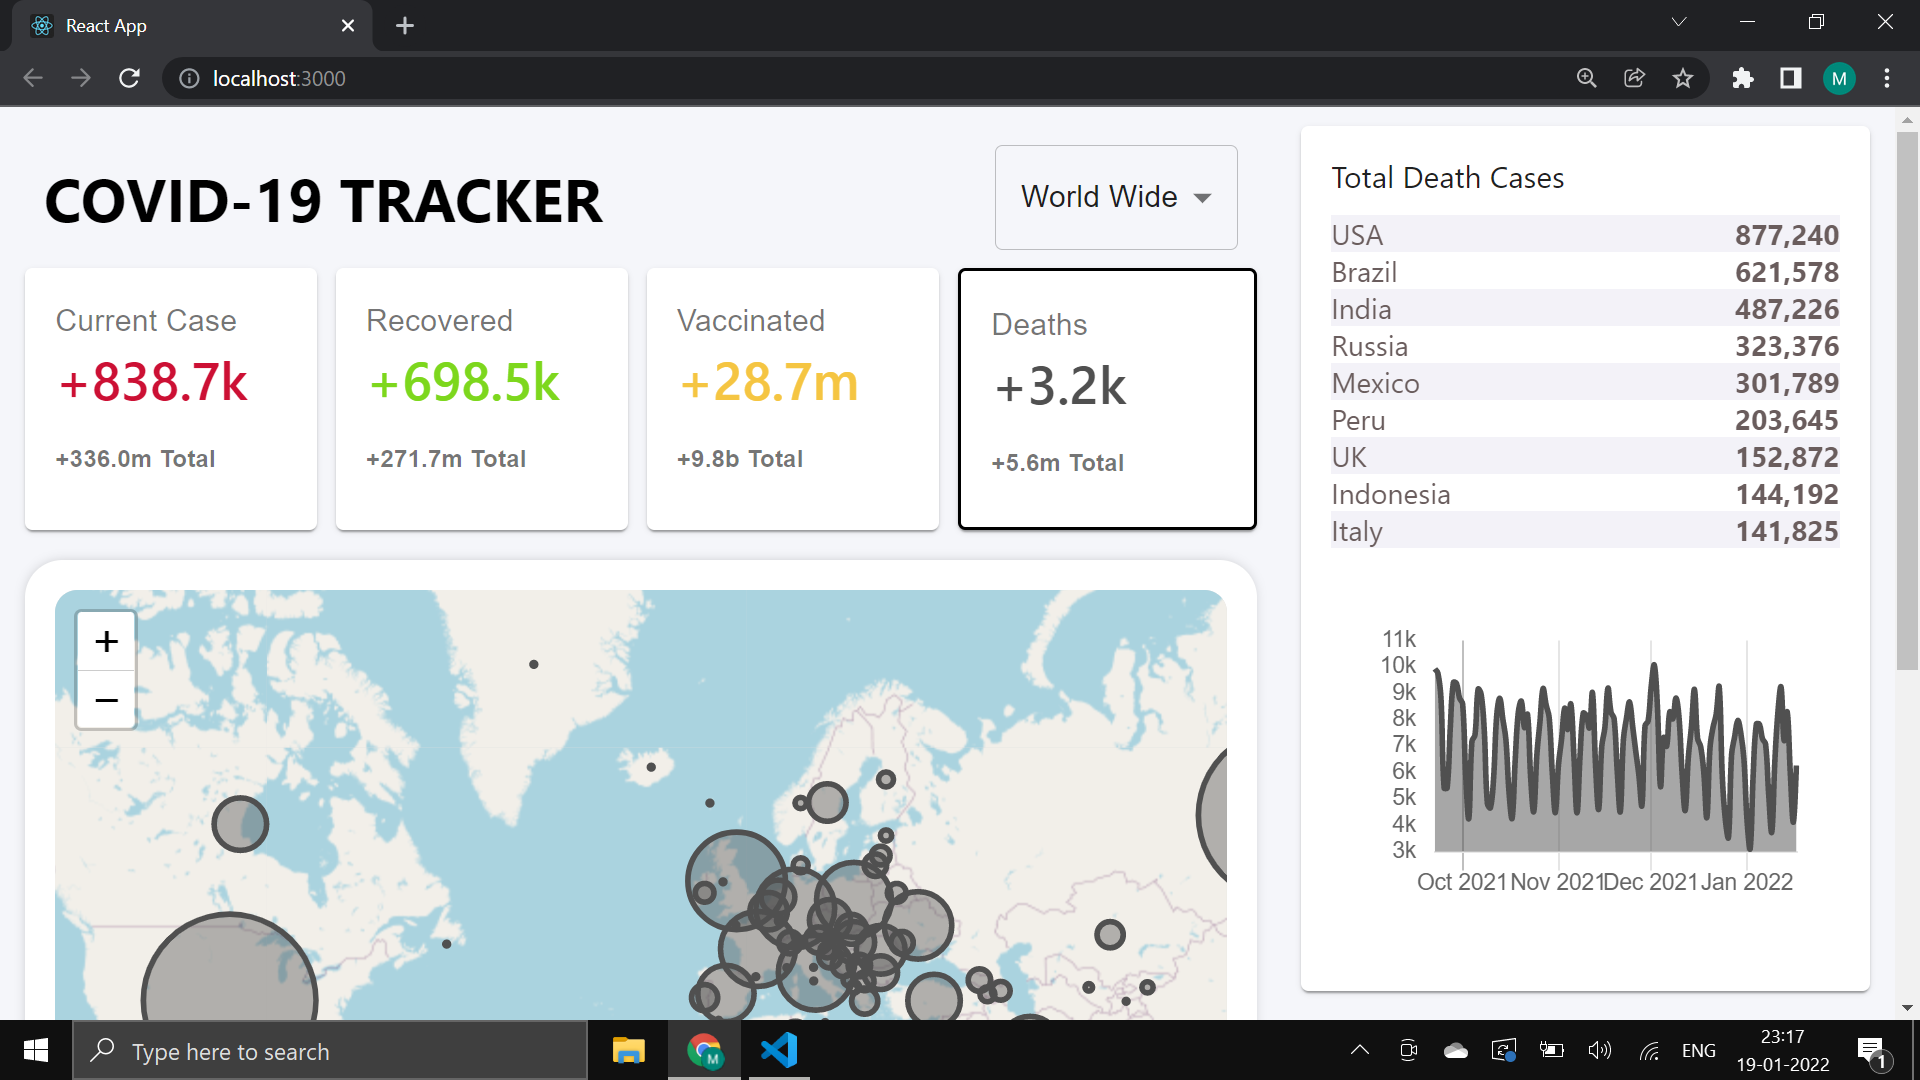 React App
localhost:3000
M
COVID-19 TRACKER
World Wide
Current Case
+838.7k
+336.0m Total
Recovered
+698.5k
+271.7m Total
Vaccinated
+28.7m
+9.8b Total
Deaths
+3.2k
+5.6m Total
+
−
Total Death Cases
USA 877,240
Brazil 621,578
India 487,226
Russia 323,376
Mexico 301,789
Peru 203,645
UK 152,872
Indonesia 144,192
Italy 141,825
11k
10k
9k
8k
7k
6k
5k
4k
3k
Oct 2021 Nov 2021 Dec 2021 Jan 2022
Type here to search
M
ENG
23:17
19-01-2022
1